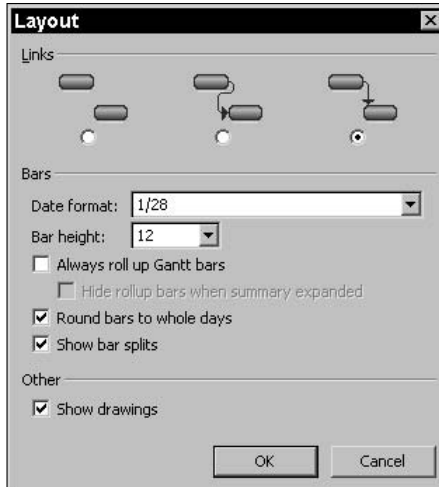 Layout
Links
Bars
Date format: 1/28
Bar height: 12
Always roll up Gantt bars
Hide rollup bars when summary expanded
Round bars to whole days
Show bar splits
Other
Show drawings
OK Cancel